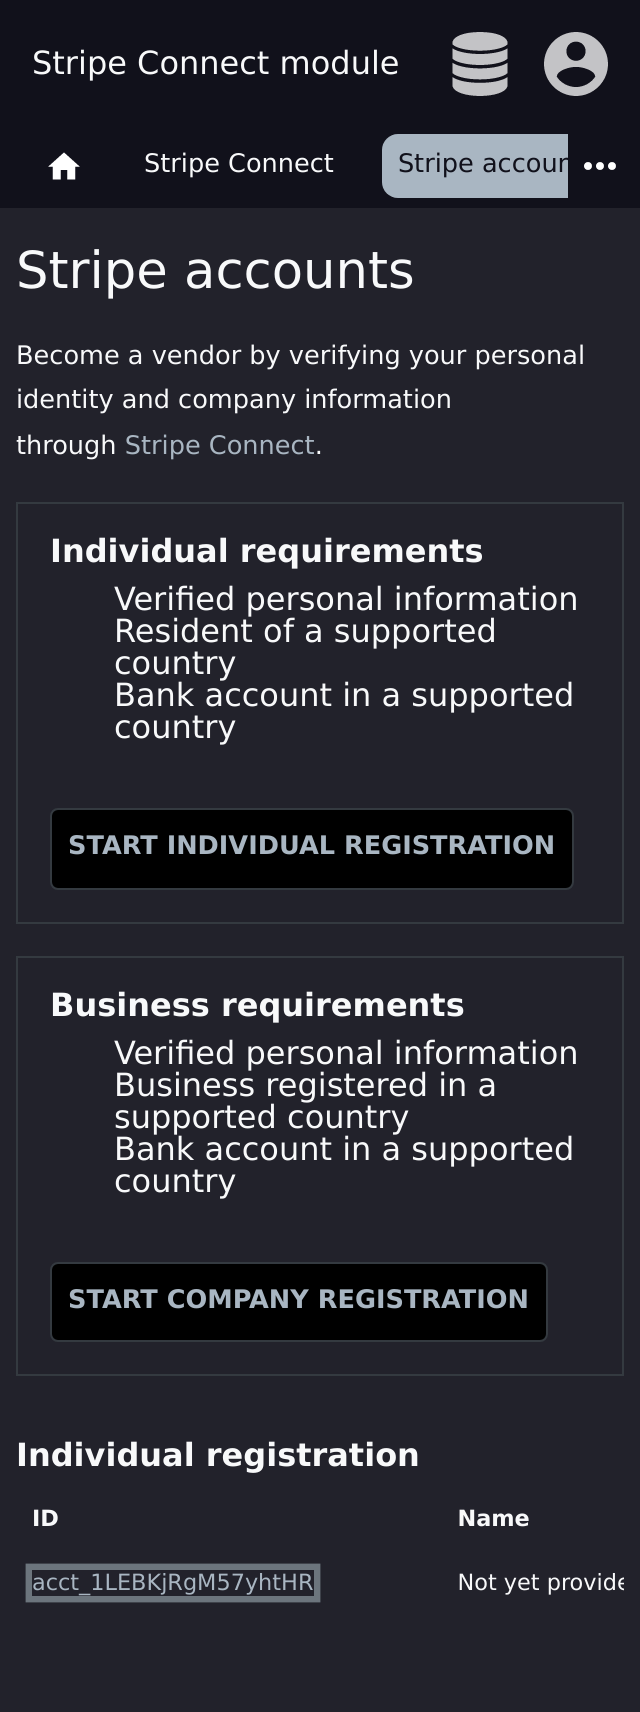 Stripe Connect module
Stripe Connect
Stripe accour
Stripe accounts
Become a vendor by verifying your personal
identity and company information
through Stripe Connect.
Individual requirements
Verified personal information
Resident of a supported
country
Bank account in a supported
country
START INDIVIDUAL REGISTRATION
Business requirements
Verified personal information
Business registered in a
supported country
Bank account in a supported
country
START COMPANY REGISTRATION
Individual registration
ID Name
acct_1LEBKjRgM57yhtHR Not yet provide